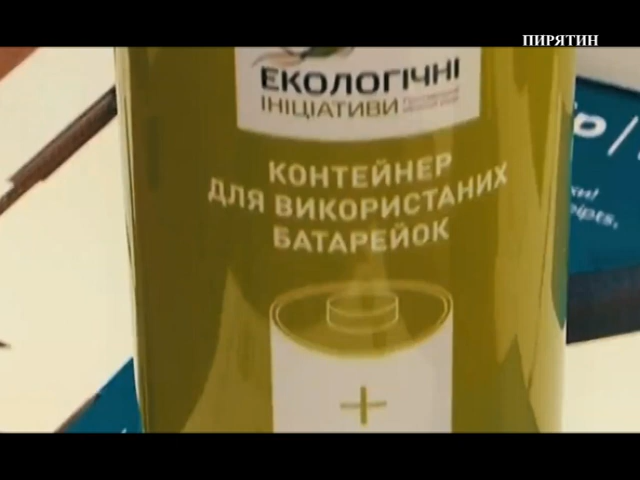 ПИРЯТИН
ЕКОЛОГІЧНІ
ІНІЦІАТИВИ
КОНТЕЙНЕР
ДЛЯ ВИКОРИСТАНИХ
БАТАРЕЙОК
+